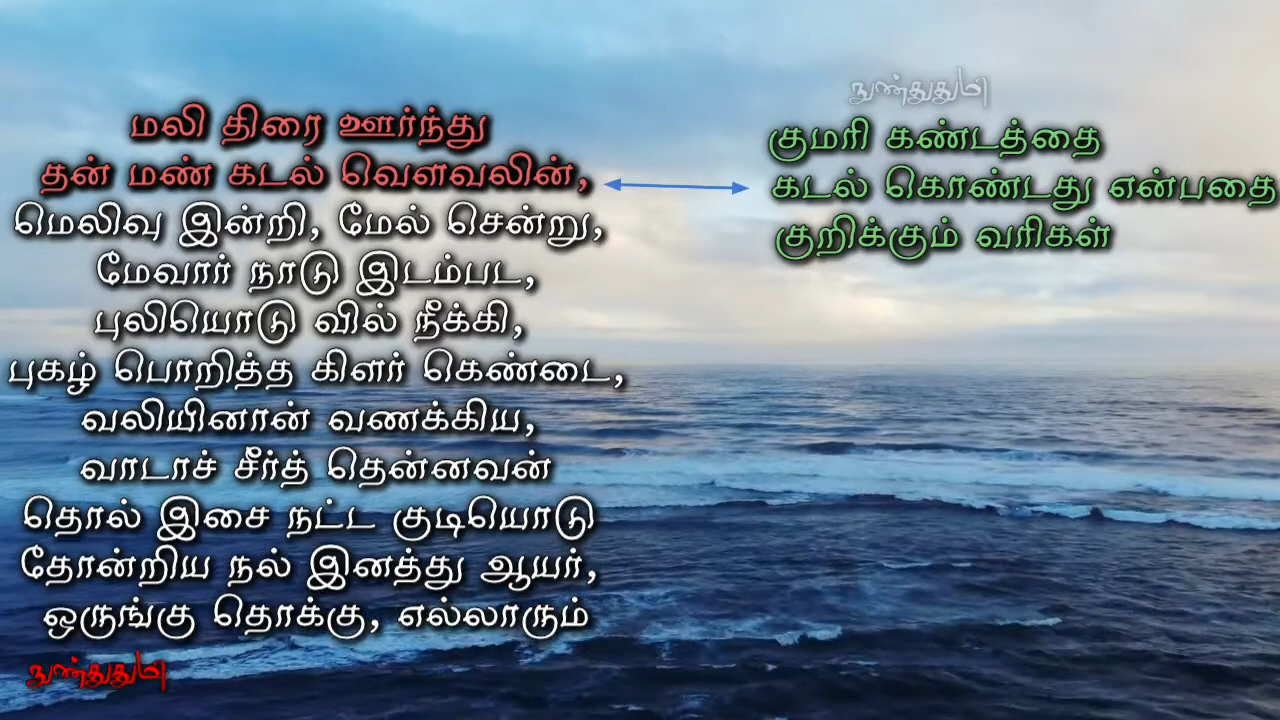 மலி திரை ஊர்ந்து
தன் மண் கடல் வௌவலின்,
மெலிவு இன்றி, மேல் சென்று,
மேவார் நாடு இடம்பட,
புலியொடு வில் நீக்கி,
புகழ் பொறித்த கிளர் கெண்டை,
வலியினான் வணக்கிய,
வாடாச் சீர்த் தென்னவன்
தொல் இசை நட்ட குடியொடு
தோன்றிய நல் இனத்து ஆயர்,
ஒருங்கு தொக்கு, எல்லாரும்
குமரி கண்டத்தை
கடல் கொண்டது என்பதை
குறிக்கும் வரிகள்